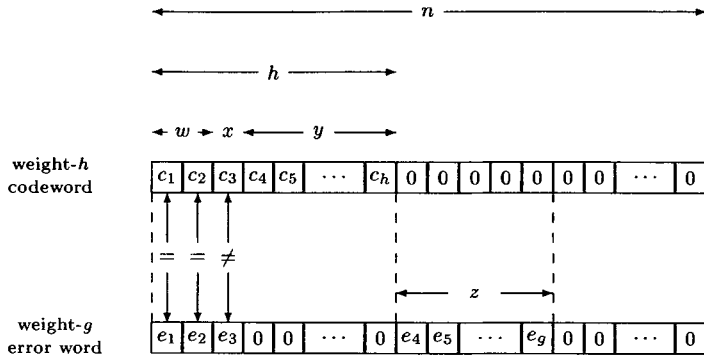 n
h
w x y
weight-h
codeword
c₁ c₂ c₃ c₄ c₅ ⋯ cₕ 0 0 0 0 0 0 0 ⋯ 0
= = ≠
z
weight-g
error word
e₁ e₂ e₃ 0 0 ⋯ 0 e₄ e₅ ⋯ e_g 0 0 ⋯ 0